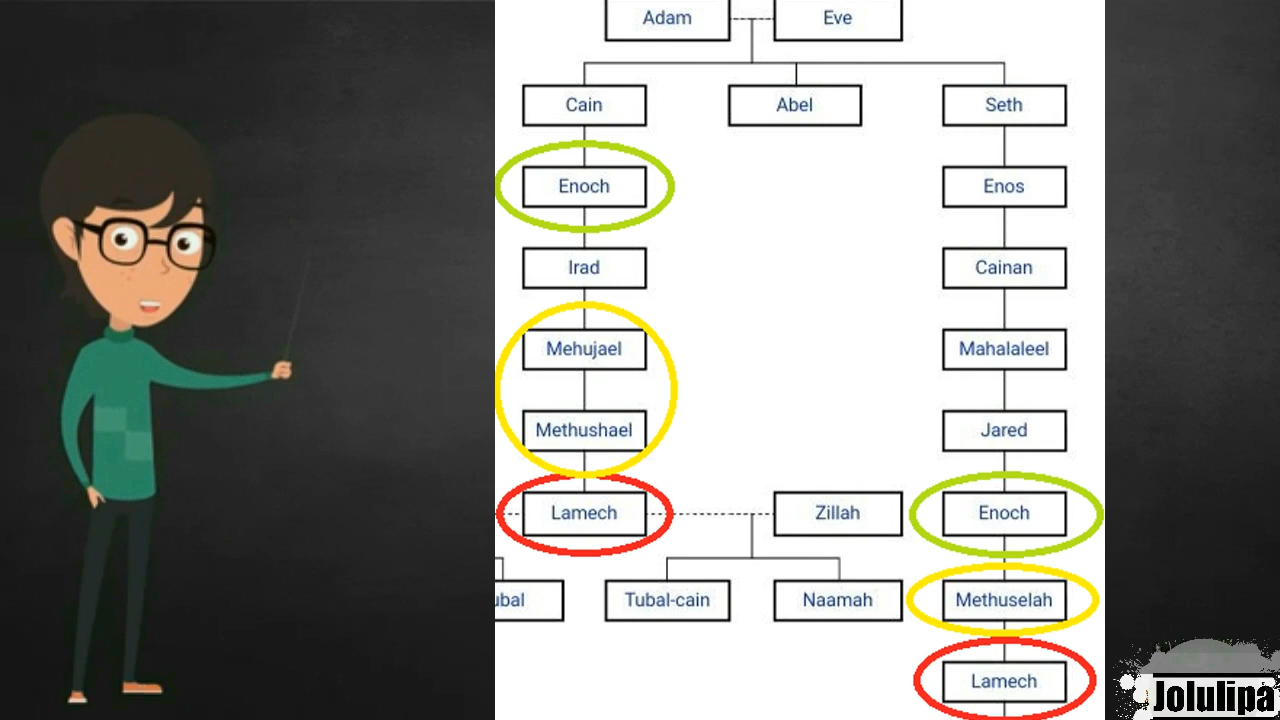 Adam Eve
Cain Abel Seth
Enoch Enos
Irad Cainan
Mehujael Mahalaleel
Methushael Jared
Lamech Zillah Enoch
ubal Tubal-cain Naamah Methuselah
Lamech
Jolulipa